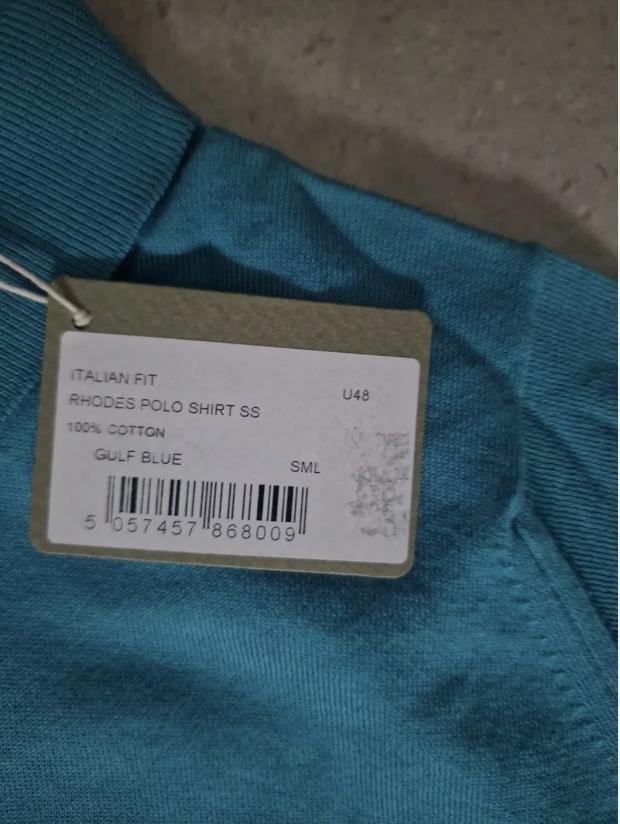 ITALIAN FIT
U48
RHODES POLO SHIRT SS
100% COTTON
GULF BLUE
SML
5 057457 868009